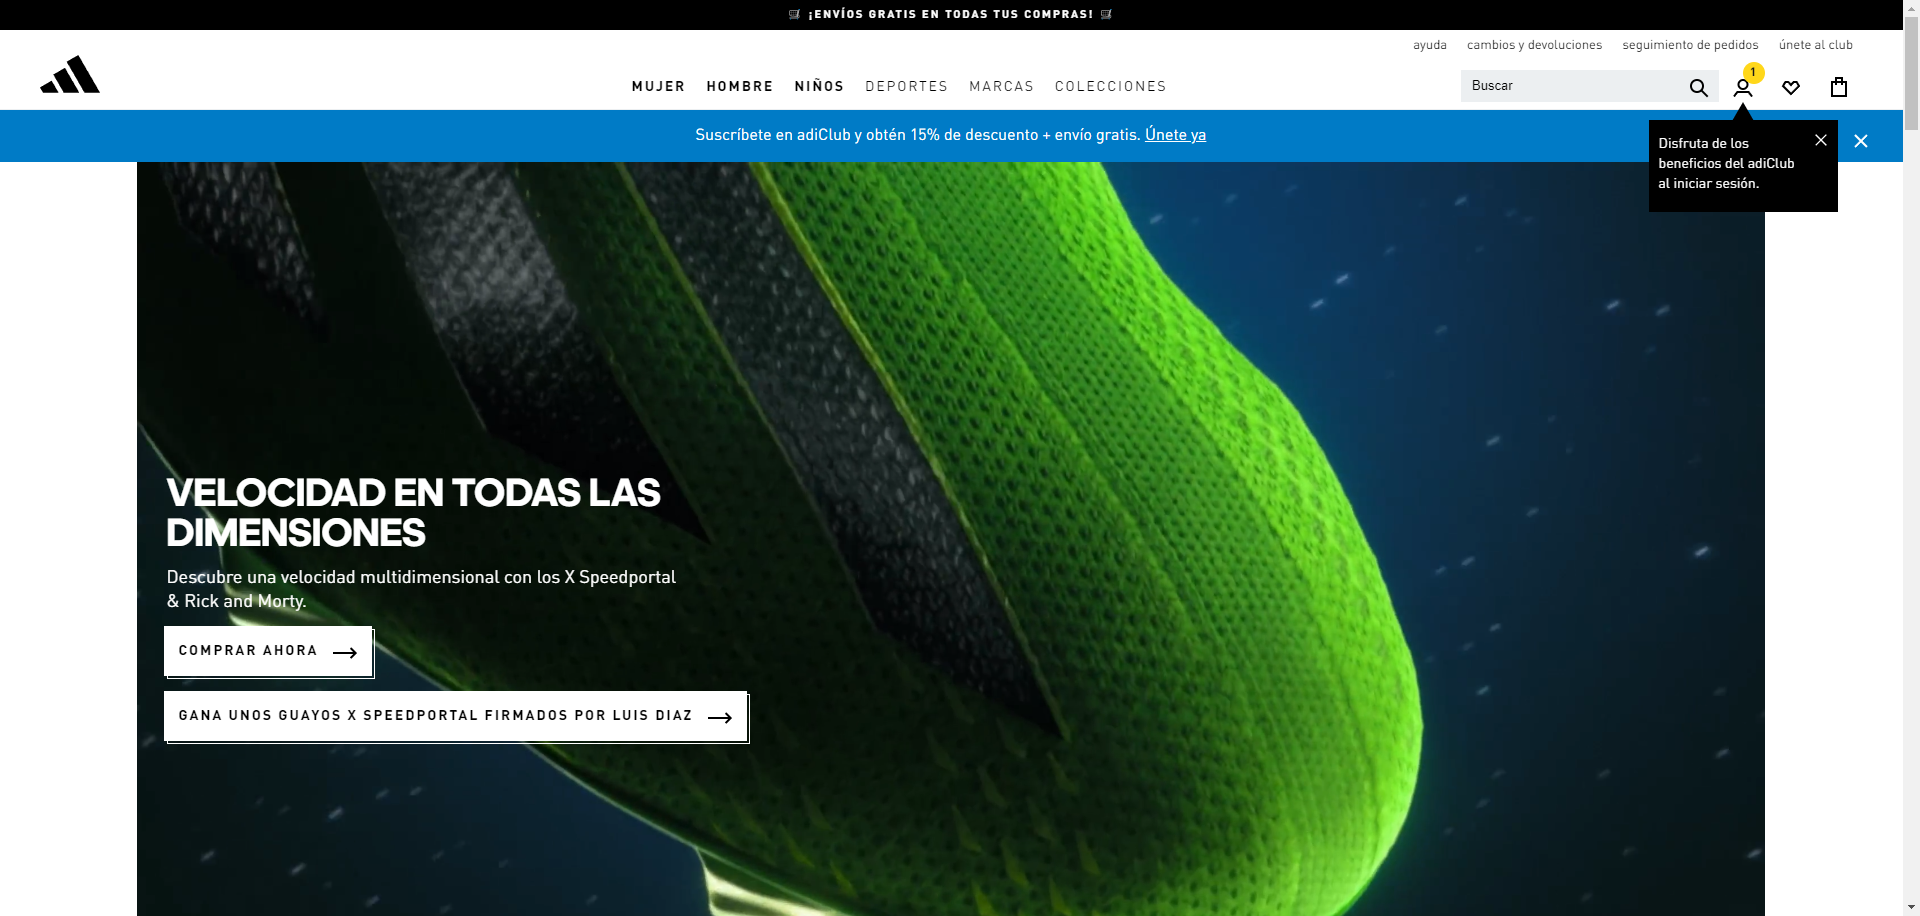 ¡ENVÍOS GRATIS EN TODAS TUS COMPRAS!
ayuda cambios y devoluciones seguimiento de pedidos únete al club
MUJER HOMBRE NIÑOS DEPORTES MARCAS COLECCIONES
Buscar
1
Suscríbete en adiClub y obtén 15% de descuento + envío gratis. Únete ya
Disfruta de los
beneficios del adiClub
al iniciar sesión.
VELOCIDAD EN TODAS LAS
DIMENSIONES
Descubre una velocidad multidimensional con los X Speedportal
& Rick and Morty.
COMPRAR AHORA
GANA UNOS GUAYOS X SPEEDPORTAL FIRMADOS POR LUIS DIAZ